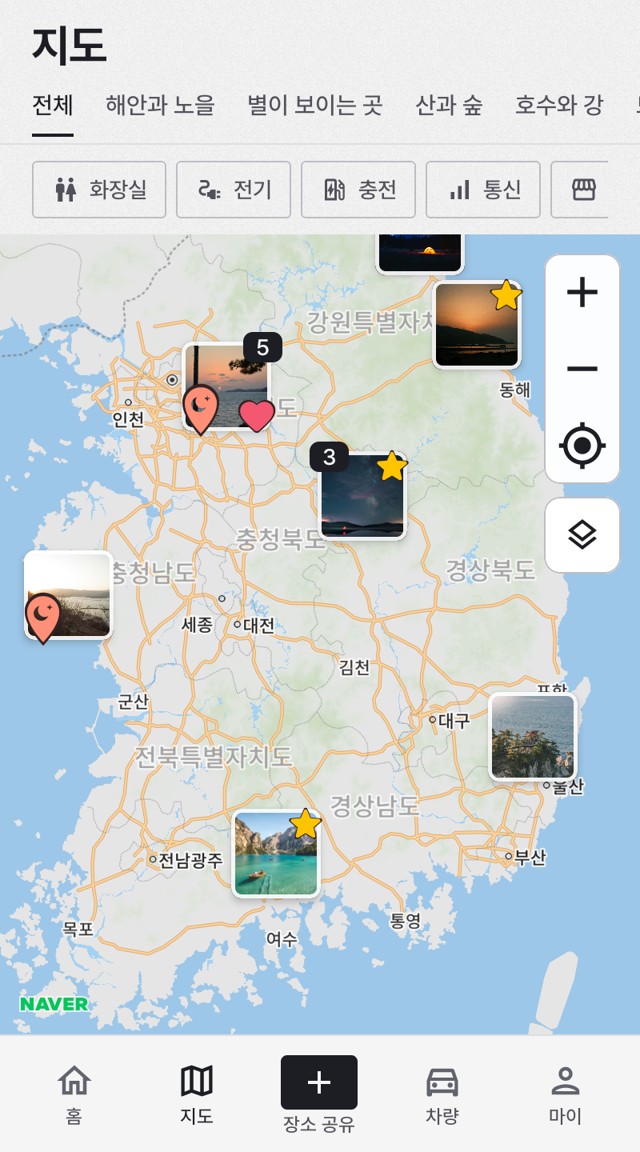 지도
전체 해안과 노을 별이 보이는 곳 산과 숲 호수와 강
화장실 전기 충전 통신
강원특별자치
5
동해
인천
도
3
충청북도
충청남도
경상북도
세종 대전
김천
포항
군산
대구
전북특별자치도
울산
경상남도
전남광주
부산
통영
목포
여수
NAVER
홈 지도 장소 공유 차량 마이